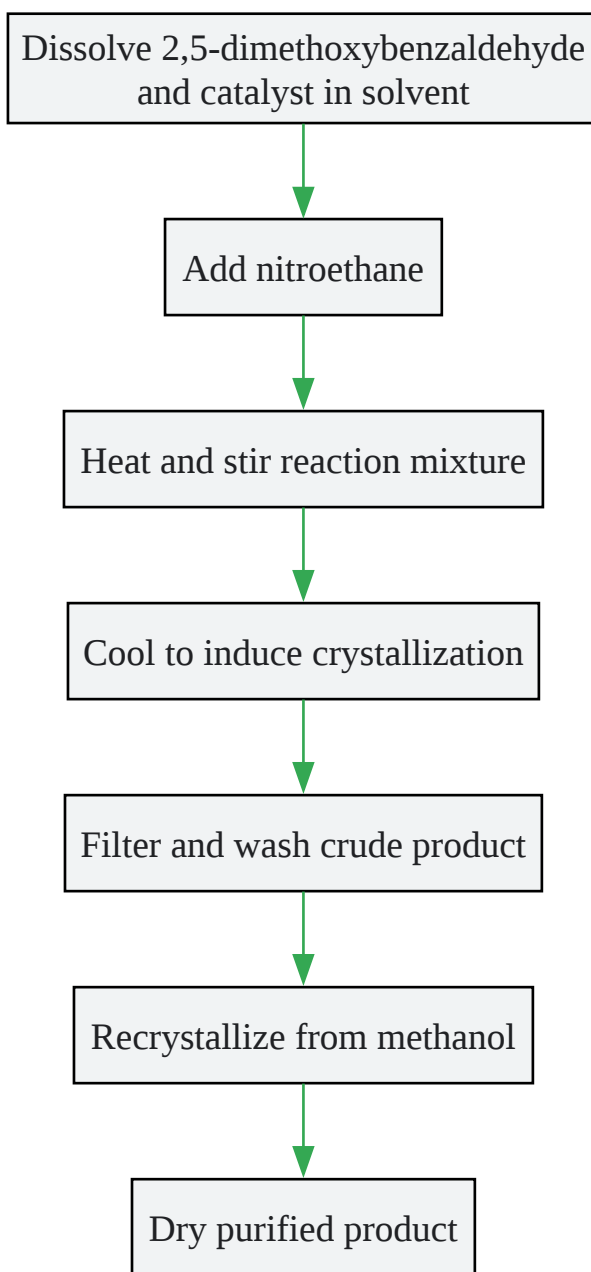 Dissolve 2,5-dimethoxybenzaldehyde
and catalyst in solvent
Add nitroethane
Heat and stir reaction mixture
Cool to induce crystallization
Filter and wash crude product
Recrystallize from methanol
Dry purified product